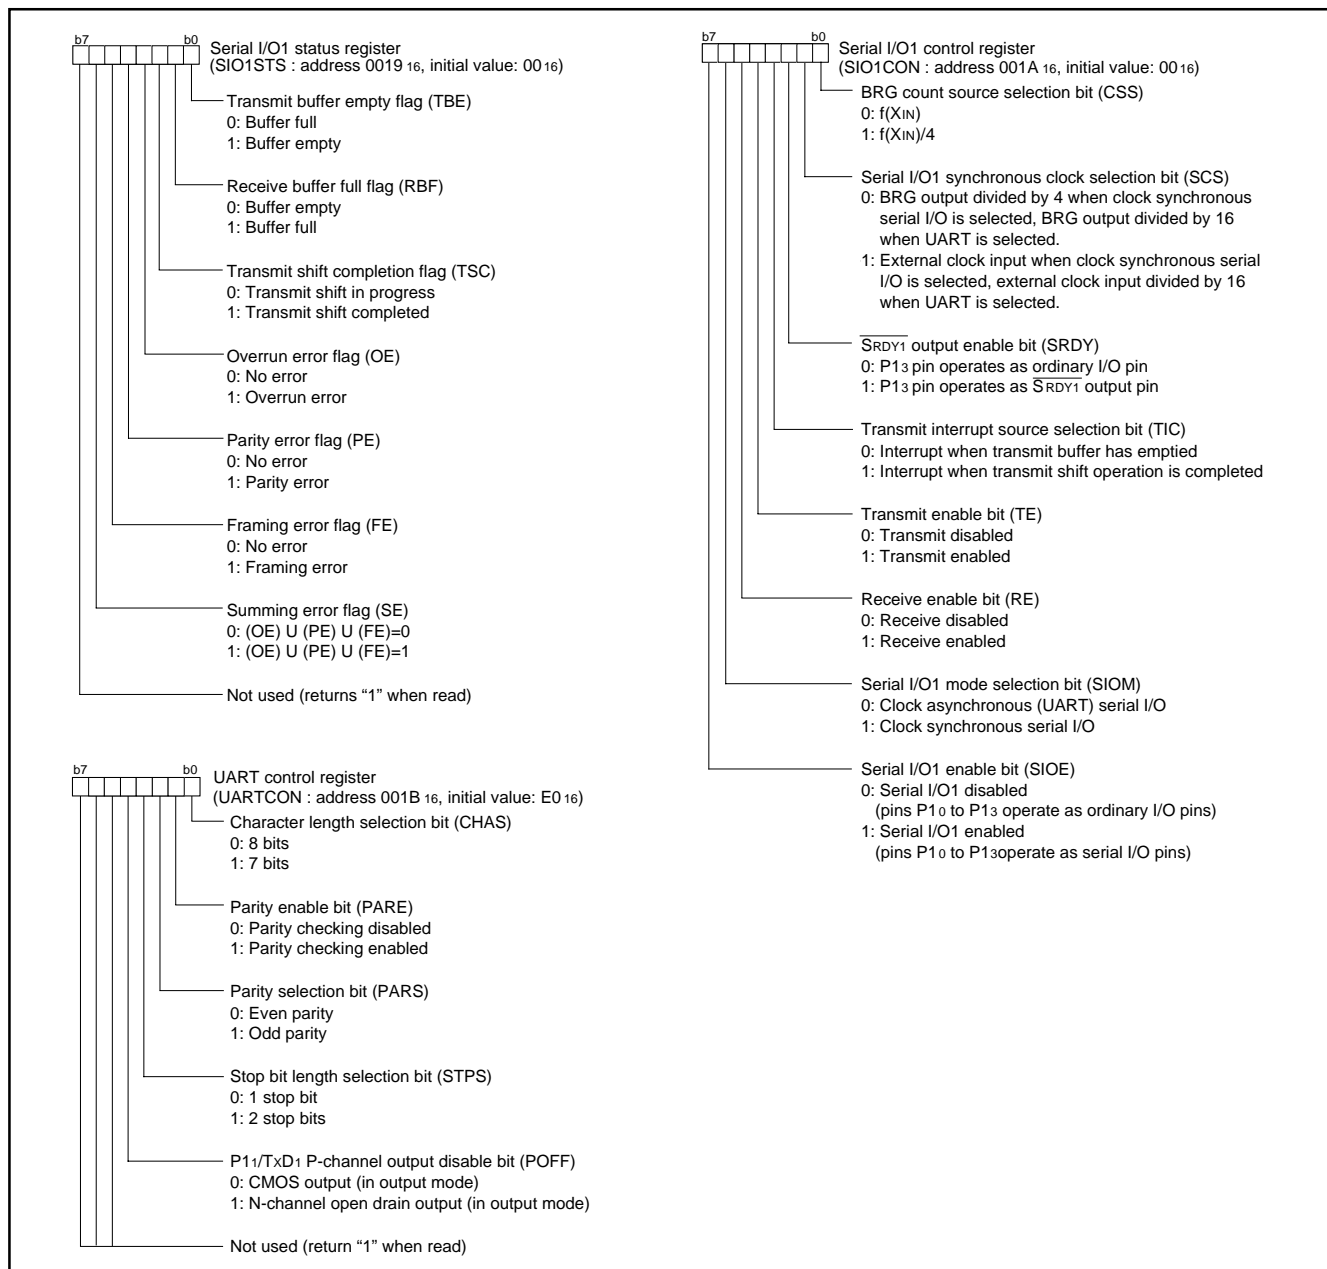 b7 b0
Serial I/O1 status register
(SIO1STS : address 0019 16, initial value: 00 16)
Transmit buffer empty flag (TBE)
0: Buffer full
1: Buffer empty
Receive buffer full flag (RBF)
0: Buffer empty
1: Buffer full
Transmit shift completion flag (TSC)
0: Transmit shift in progress
1: Transmit shift completed
Overrun error flag (OE)
0: No error
1: Overrun error
Parity error flag (PE)
0: No error
1: Parity error
Framing error flag (FE)
0: No error
1: Framing error
Summing error flag (SE)
0: (OE) U (PE) U (FE)=0
1: (OE) U (PE) U (FE)=1
Not used (returns “1” when read)
b7 b0
UART control register
(UARTCON : address 001B 16, initial value: E0 16)
Character length selection bit (CHAS)
0: 8 bits
1: 7 bits
Parity enable bit (PARE)
0: Parity checking disabled
1: Parity checking enabled
Parity selection bit (PARS)
0: Even parity
1: Odd parity
Stop bit length selection bit (STPS)
0: 1 stop bit
1: 2 stop bits
P11/TxD1 P-channel output disable bit (POFF)
0: CMOS output (in output mode)
1: N-channel open drain output (in output mode)
Not used (return “1” when read)
b7 b0
Serial I/O1 control register
(SIO1CON : address 001A 16, initial value: 00 16)
BRG count source selection bit (CSS)
0: f(XIN)
1: f(XIN)/4
Serial I/O1 synchronous clock selection bit (SCS)
0: BRG output divided by 4 when clock synchronous
serial I/O is selected, BRG output divided by 16
when UART is selected.
1: External clock input when clock synchronous serial
I/O is selected, external clock input divided by 16
when UART is selected.
SRDY1 output enable bit (SRDY)
0: P13 pin operates as ordinary I/O pin
1: P13 pin operates as SRDY1 output pin
Transmit interrupt source selection bit (TIC)
0: Interrupt when transmit buffer has emptied
1: Interrupt when transmit shift operation is completed
Transmit enable bit (TE)
0: Transmit disabled
1: Transmit enabled
Receive enable bit (RE)
0: Receive disabled
1: Receive enabled
Serial I/O1 mode selection bit (SIOM)
0: Clock asynchronous (UART) serial I/O
1: Clock synchronous serial I/O
Serial I/O1 enable bit (SIOE)
0: Serial I/O1 disabled
(pins P10 to P13 operate as ordinary I/O pins)
1: Serial I/O1 enabled
(pins P10 to P13operate as serial I/O pins)